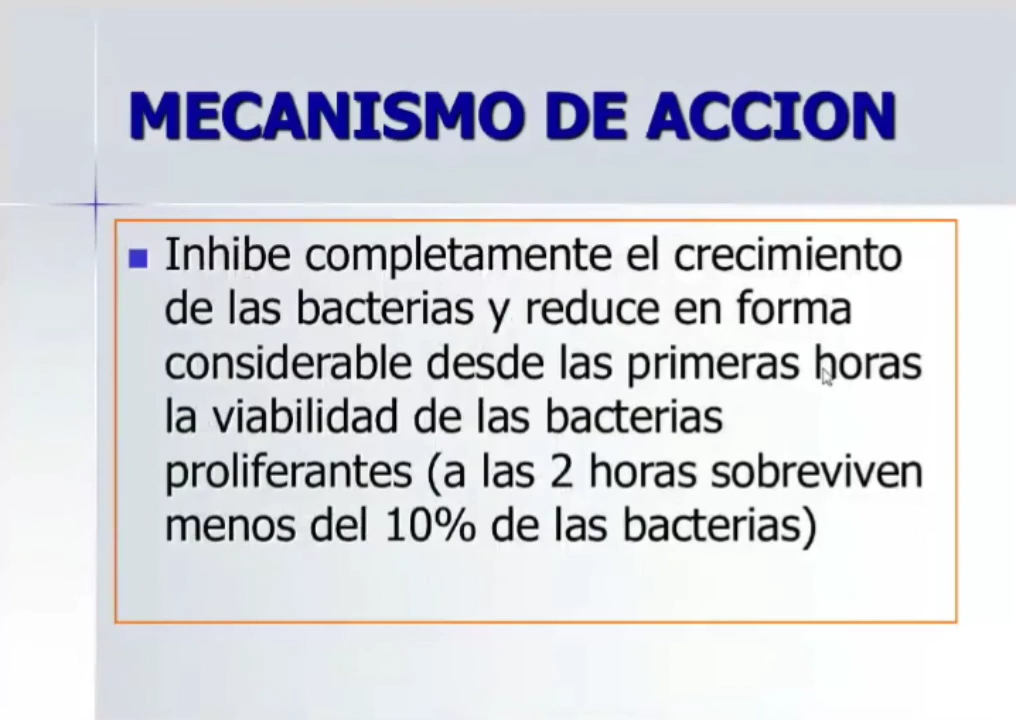 MECANISMO DE ACCION
Inhibe completamente el crecimiento
de las bacterias y reduce en forma
considerable desde las primeras horas
la viabilidad de las bacterias
proliferantes (a las 2 horas sobreviven
menos del 10% de las bacterias)